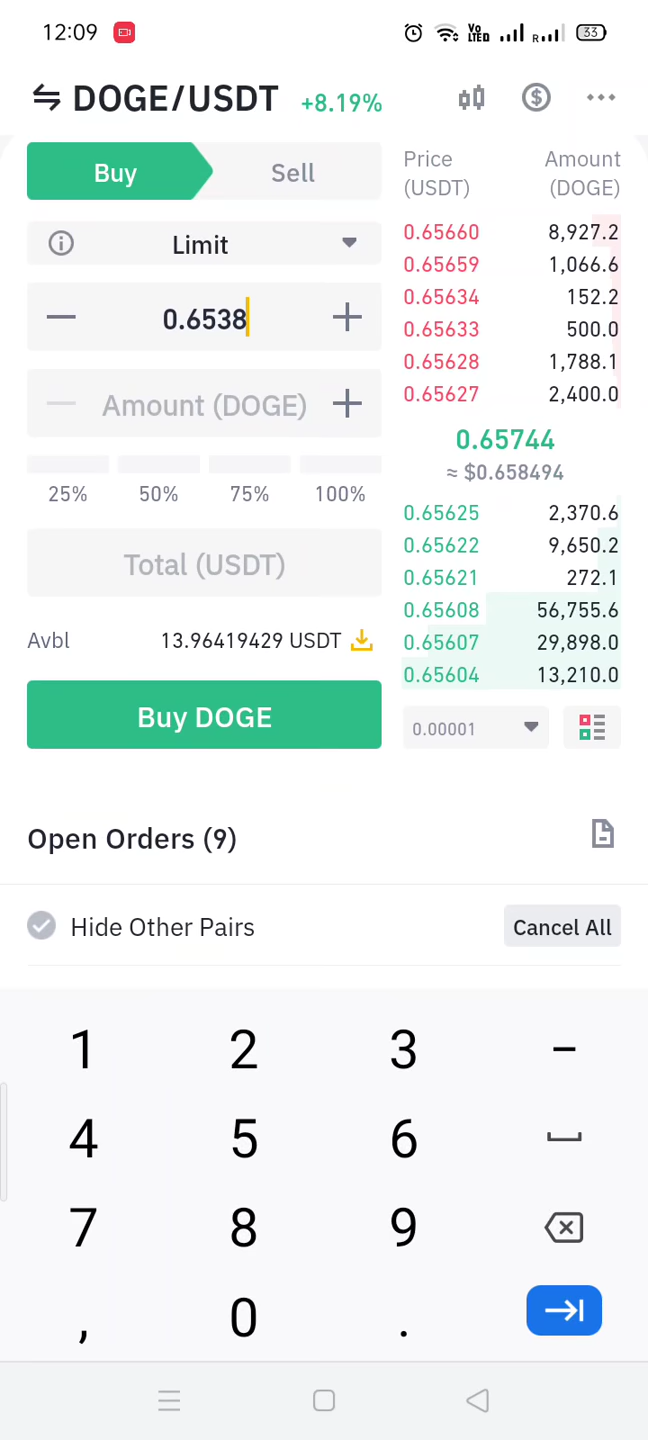 12:09 Vo LTED R 33
DOGE/USDT +8.19% $ ...
Buy Sell
Limit
0.6538
Amount (DOGE)
25% 50% 75% 100%
Total (USDT)
Avbl 13.96419429 USDT
Buy DOGE
Price Amount
(USDT) (DOGE)
0.65660 8,927.2
0.65659 1,066.6
0.65634 152.2
0.65633 500.0
0.65628 1,788.1
0.65627 2,400.0
0.65744
≈ $0.658494
0.65625 2,370.6
0.65622 9,650.2
0.65621 272.1
0.65608 56,755.6
0.65607 29,898.0
0.65604 13,210.0
0.00001
Open Orders (9)
Hide Other Pairs Cancel All
1 2 3 -
4 5 6
7 8 9
, 0 .